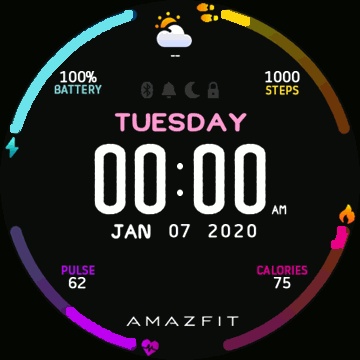 --
100%
BATTERY
1000
STEPS
TUESDAY
00:00 AM
JAN 07 2020
PULSE
62
CALORIES
75
AMAZFIT